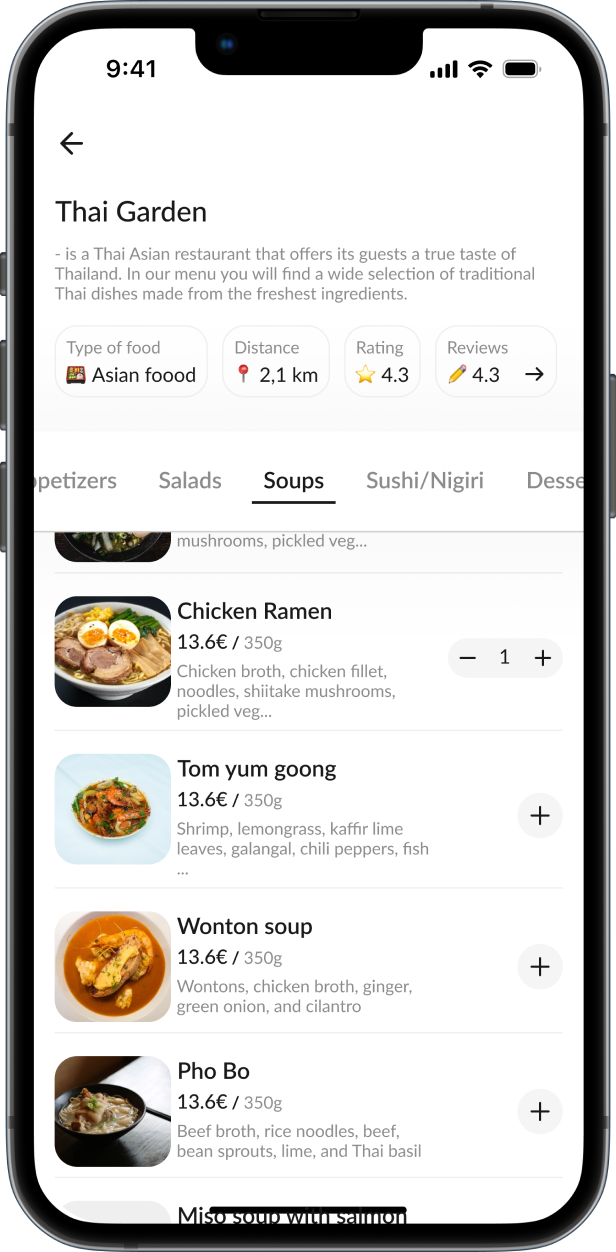 9:41
Thai Garden
- is a Thai Asian restaurant that offers its guests a true taste of
Thailand. In our menu you will find a wide selection of traditional
Thai dishes made from the freshest ingredients.
Type of food
Asian foood
Distance
2,1 km
Rating
4.3
Reviews
4.3
ppetizers
Salads
Soups
Sushi/Nigiri
Desse
mushrooms, pickled veg...
Chicken Ramen
13.6€ / 350g
Chicken broth, chicken fillet,
noodles, shiitake mushrooms,
pickled veg...
− 1 +
Tom yum goong
13.6€ / 350g
Shrimp, lemongrass, kaffir lime
leaves, galangal, chili peppers, fish
...
+
Wonton soup
13.6€ / 350g
Wontons, chicken broth, ginger,
green onion, and cilantro
+
Pho Bo
13.6€ / 350g
Beef broth, rice noodles, beef,
bean sprouts, lime, and Thai basil
+
Miso soup with salmon